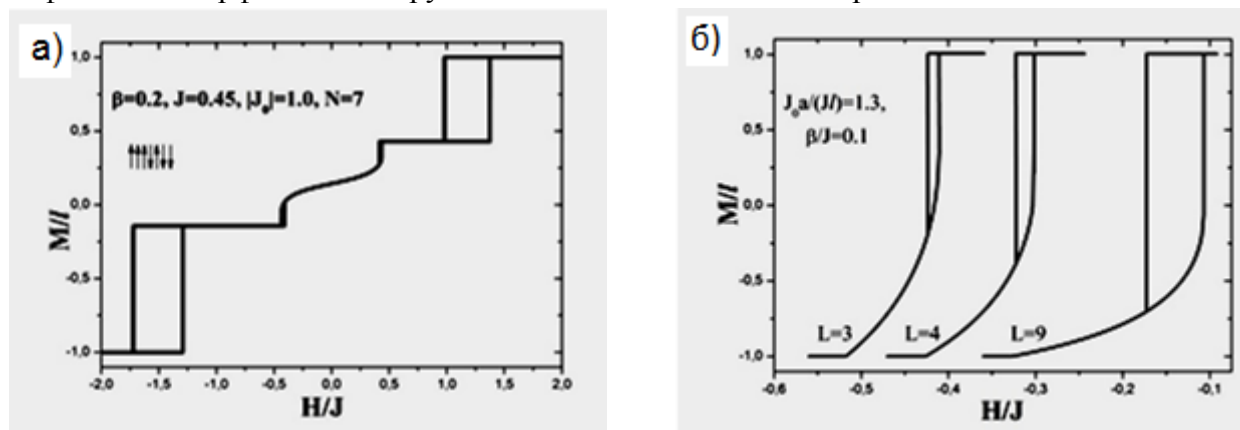 а)
β=0.2, J=0.45, |J₀|=1.0, N=7
M/l
1,0
0,5
0,0
-0,5
-1,0
-2,0 -1,5 -1,0 -0,5 0,0 0,5 1,0 1,5 2,0
H/J
б)
J₀a/(Jl)=1.3,
β/J=0.1
M/l
1,0
0,5
0,0
-0,5
-1,0
L=3 L=4 L=9
-0,6 -0,5 -0,4 -0,3 -0,2 -0,1
H/J